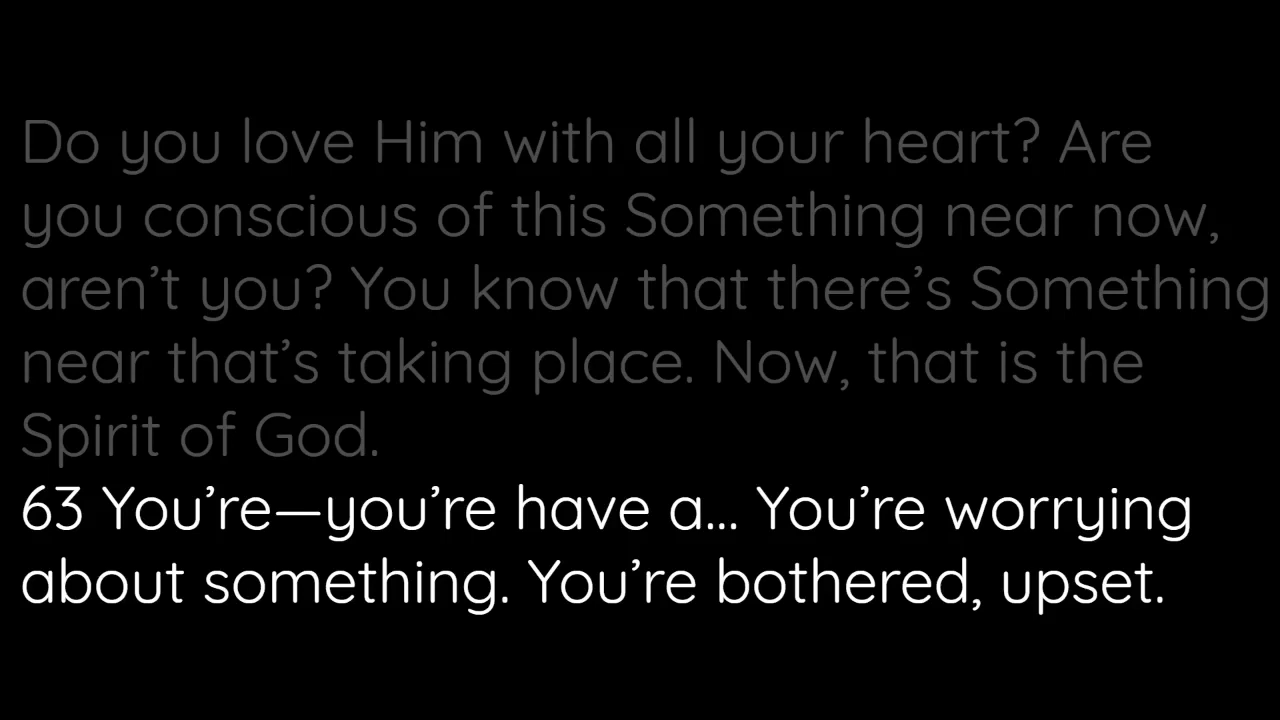 Do you love Him with all your heart? Are
you conscious of this Something near now,
aren’t you? You know that there’s Something
near that’s taking place. Now, that is the
Spirit of God.
63 You’re—you’re have a... You’re worrying
about something. You’re bothered, upset.